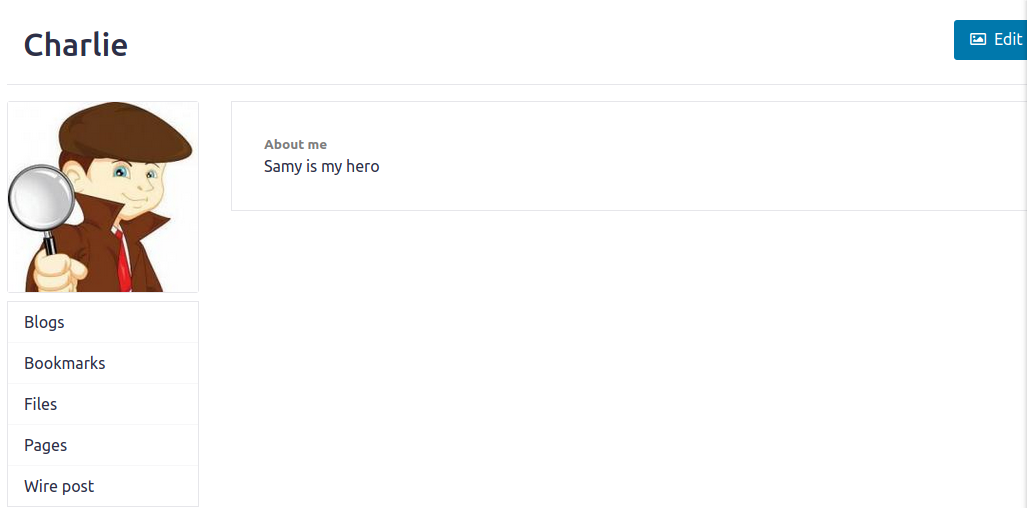 Charlie
Edit
About me
Samy is my hero
Blogs
Bookmarks
Files
Pages
Wire post